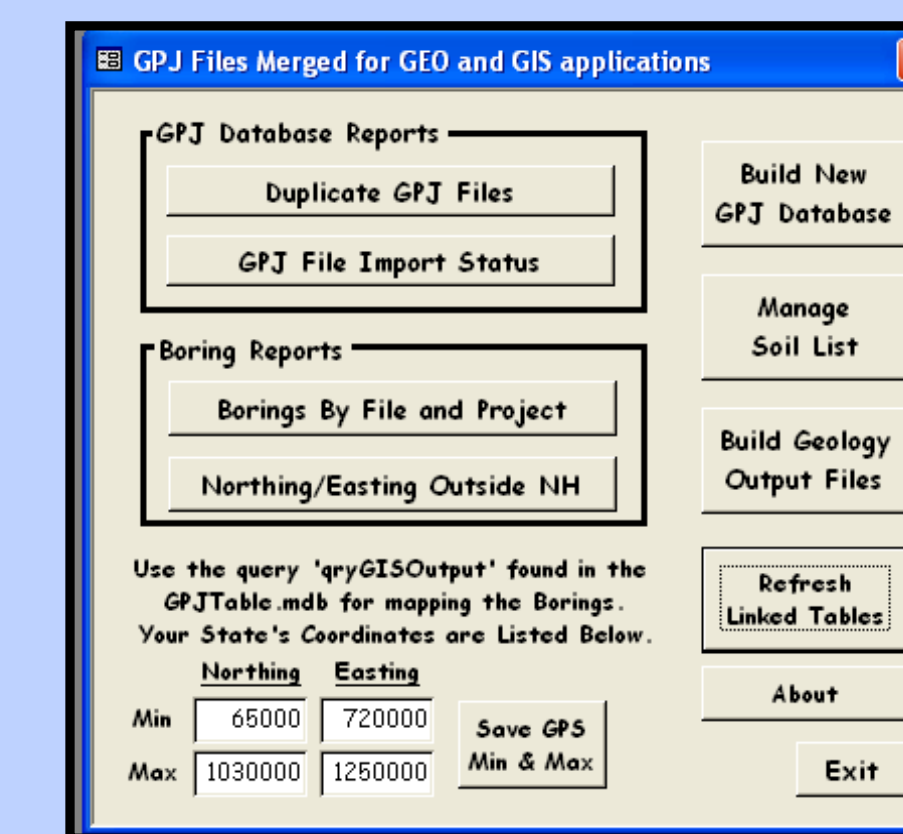 GPJ Files Merged for GEO and GIS applications
GPJ Database Reports
Duplicate GPJ Files
GPJ File Import Status
Boring Reports
Borings By File and Project
Northing/Easting Outside NH
Use the query 'qryGISOutput' found in the
GPJTable.mdb for mapping the Borings.
Your State's Coordinates are Listed Below.
Northing Easting
Min 65000 720000
Max 1030000 1250000
Save GPS
Min & Max
Build New
GPJ Database
Manage
Soil List
Build Geology
Output Files
Refresh
Linked Tables
About
Exit